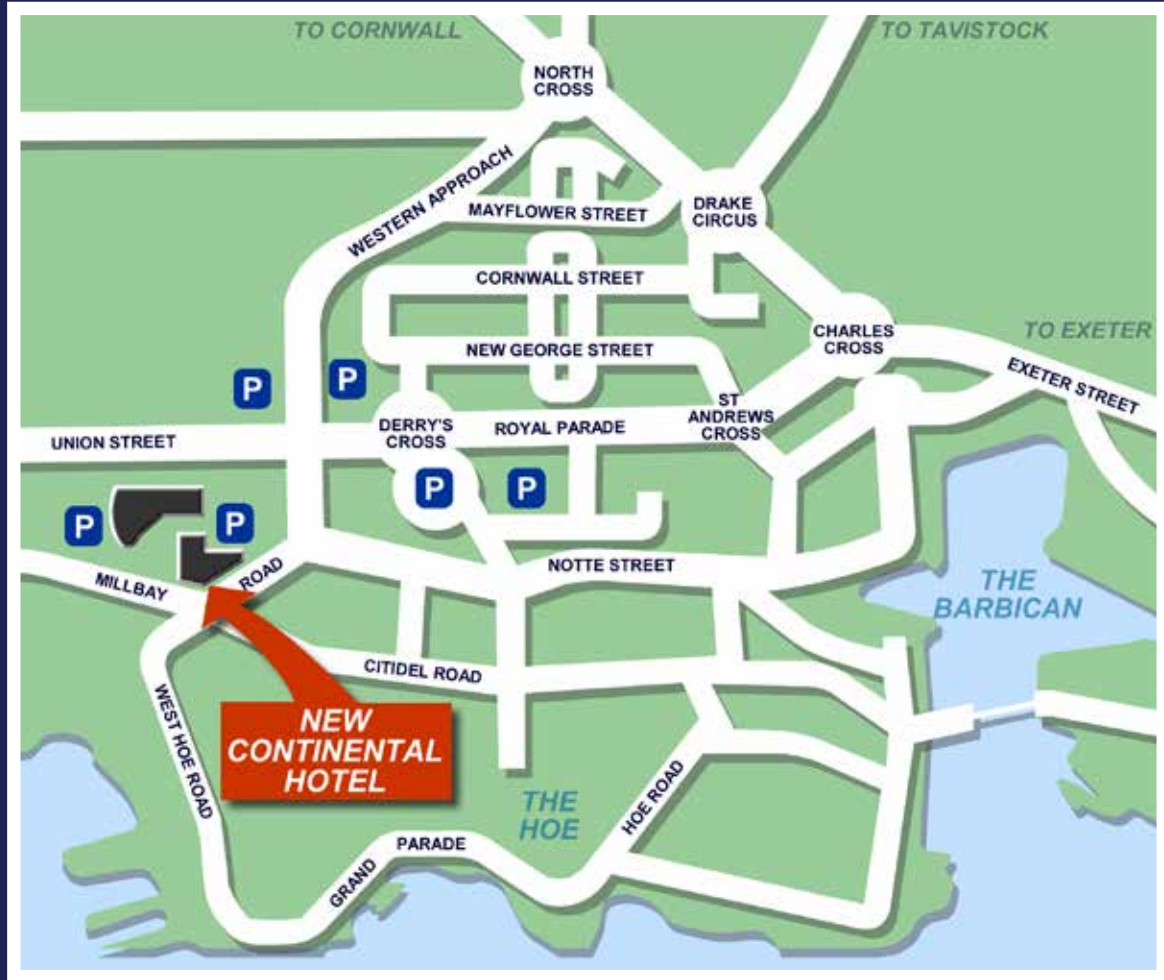 TO CORNWALL
TO TAVISTOCK
NORTH
CROSS
WESTERN APPROACH
MAYFLOWER STREET
DRAKE
CIRCUS
CORNWALL STREET
CHARLES
CROSS
TO EXETER
NEW GEORGE STREET
EXETER STREET
P
P
ST
ANDREWS
CROSS
DERRY'S
CROSS
ROYAL PARADE
UNION STREET
P
P
P
P
NOTTE STREET
MILLBAY
ROAD
THE
BARBICAN
CITIDEL ROAD
WEST HOE ROAD
NEW
CONTINENTAL
HOTEL
THE
HOE
HOE ROAD
GRAND
PARADE